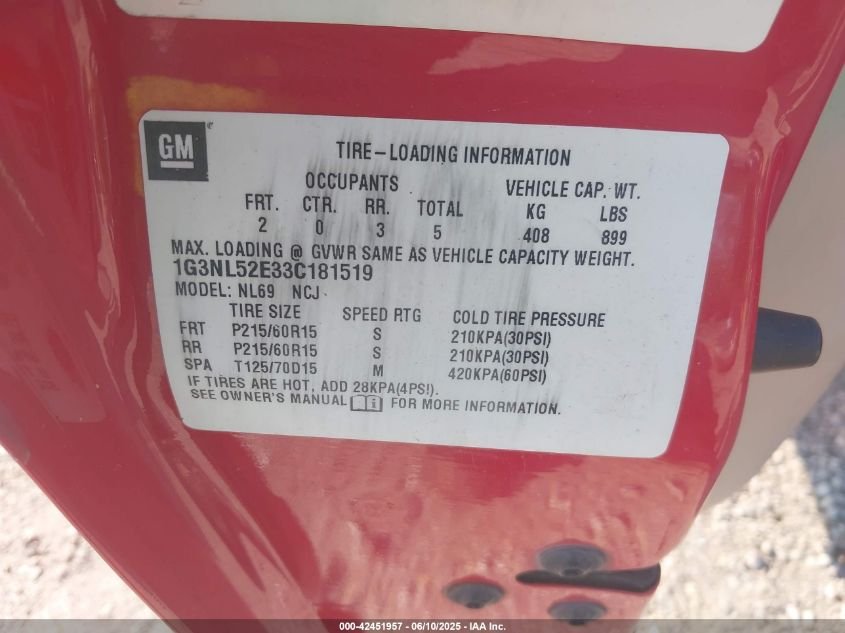 GM
TIRE-LOADING INFORMATION
OCCUPANTS VEHICLE CAP. WT.
FRT. CTR. RR. TOTAL KG LBS
2 0 3 5 408 899
MAX. LOADING @ GVWR SAME AS VEHICLE CAPACITY WEIGHT.
1G3NL52E33C181519
MODEL: NL69 NCJ
TIRE SIZE SPEED RTG COLD TIRE PRESSURE
FRT P215/60R15 S 210KPA(30PSI)
RR P215/60R15 S 210KPA(30PSI)
SPA T125/70D15 M 420KPA(60PSI)
IF TIRES ARE HOT, ADD 28KPA(4PSI).
SEE OWNER'S MANUAL FOR MORE INFORMATION.
000-42451957 - 06/10/2025 - IAA Inc.